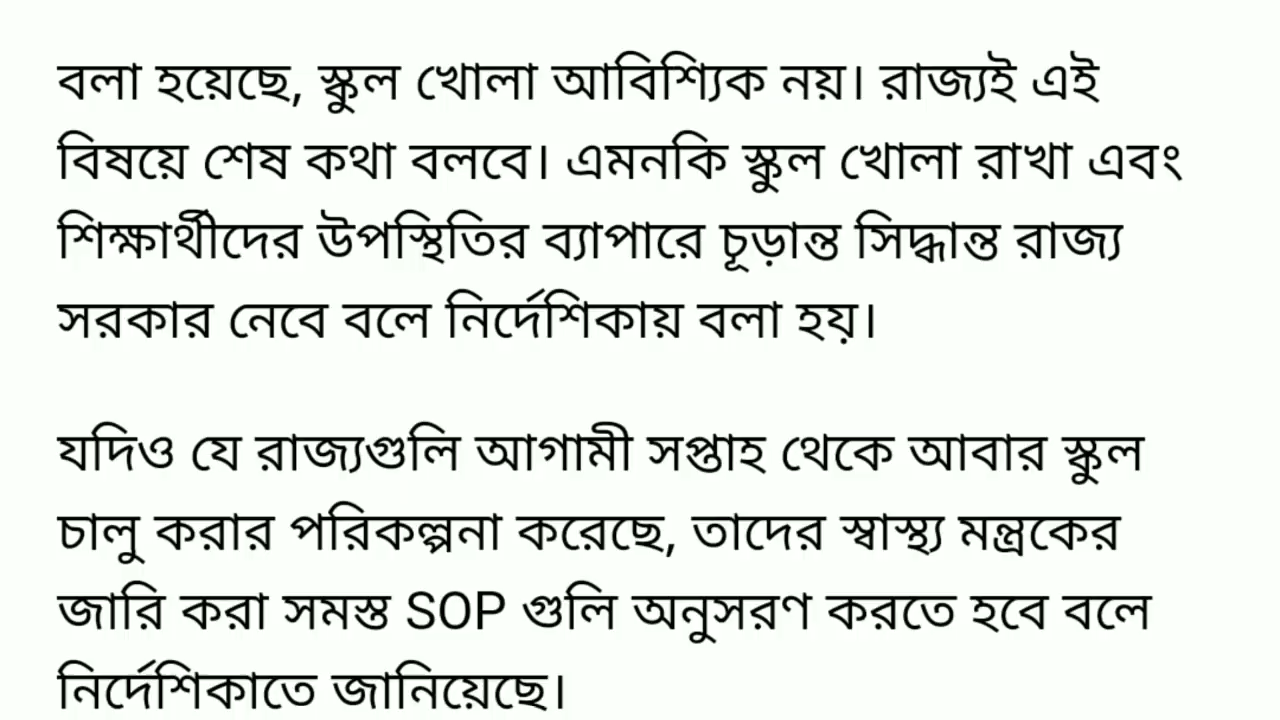 বলা হয়েছে, স্কুল খোলা আবিশ্যিক নয়। রাজ্যই এই
বিষয়ে শেষ কথা বলবে। এমনকি স্কুল খোলা রাখা এবং
শিক্ষার্থীদের উপস্থিতির ব্যাপারে চূড়ান্ত সিদ্ধান্ত রাজ্য
সরকার নেবে বলে নির্দেশিকায় বলা হয়।
যদিও যে রাজ্যগুলি আগামী সপ্তাহ থেকে আবার স্কুল
চালু করার পরিকল্পনা করেছে, তাদের স্বাস্থ্য মন্ত্রকের
জারি করা সমস্ত SOP গুলি অনুসরণ করতে হবে বলে
নির্দেশিকাতে জানিয়েছে।